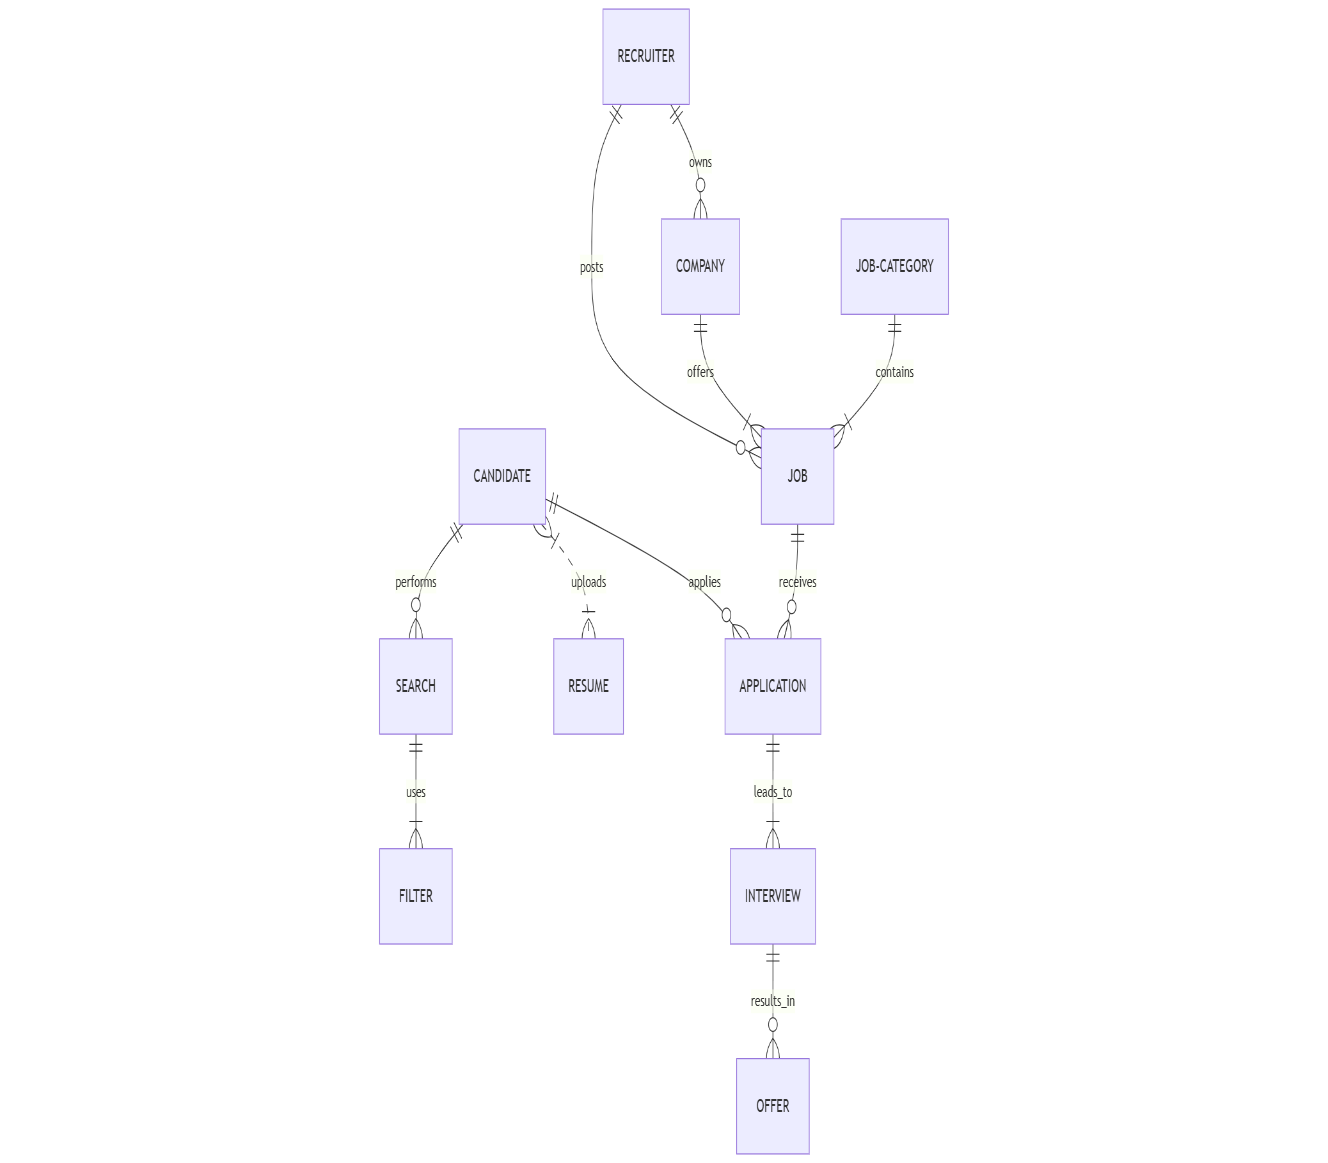 RECRUITER
owns
posts
COMPANY
JOB-CATEGORY
offers
contains
CANDIDATE
JOB
performs
uploads
applies
receives
SEARCH
RESUME
APPLICATION
uses
leads_to
FILTER
INTERVIEW
results_in
OFFER